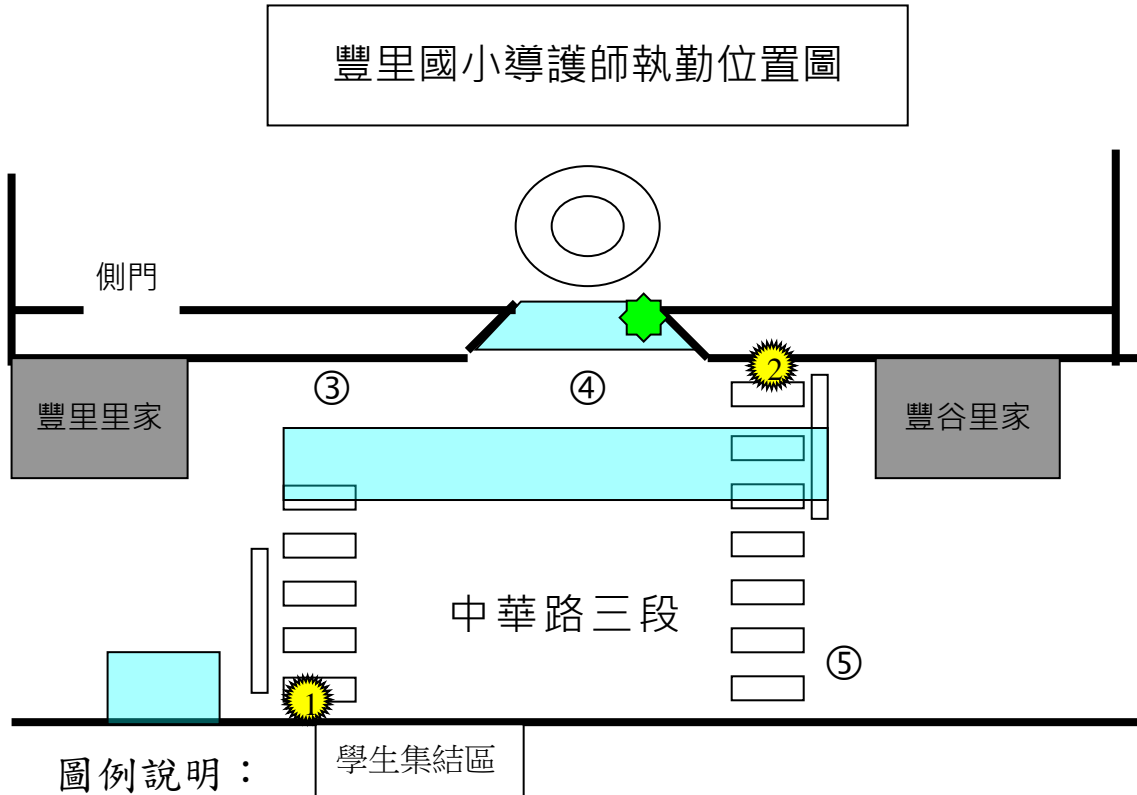 豐里國小導護師執勤位置圖
側門
③
④
2
豐里里家
豐谷里家
中華路三段
⑤
1
學生集結區
圖例說明：